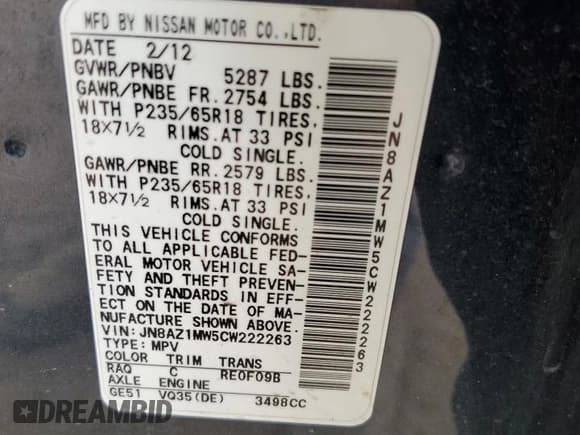 MFD BY NISSAN MOTOR CO.,LTD.
DATE 2/12
GVWR/PNBV 5287 LBS.
GAWR/PNBE FR. 2754 LBS.
WITH P235/65R18 TIRES.
18×7½ RIMS.AT 33 PSI
COLD SINGLE.
GAWR/PNBE RR. 2579 LBS.
WITH P235/65R18 TIRES.
18×7½ RIMS.AT 33 PSI
COLD SINGLE.
THIS VEHICLE CONFORMS
TO ALL APPLICABLE FED-
ERAL MOTOR VEHICLE SA-
FETY AND THEFT PREVEN-
TION STANDARDS IN EFF-
ECT ON THE DATE OF MA-
NUFACTURE SHOWN ABOVE.
VIN: JN8AZ1MW5CW222263
TYPE: MPV
COLOR TRIM TRANS
RAQ C RE0F09B
AXLE ENGINE
GE51 VQ35(DE) 3498CC
JN8AZ1MW5CW222263
DREAMBID